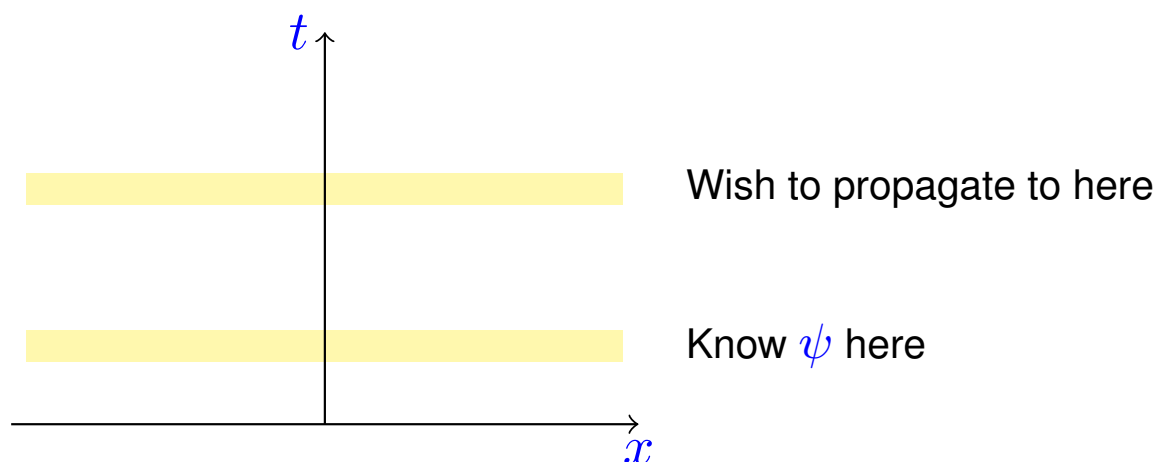 t
Wish to propagate to here
Know ψ here
x